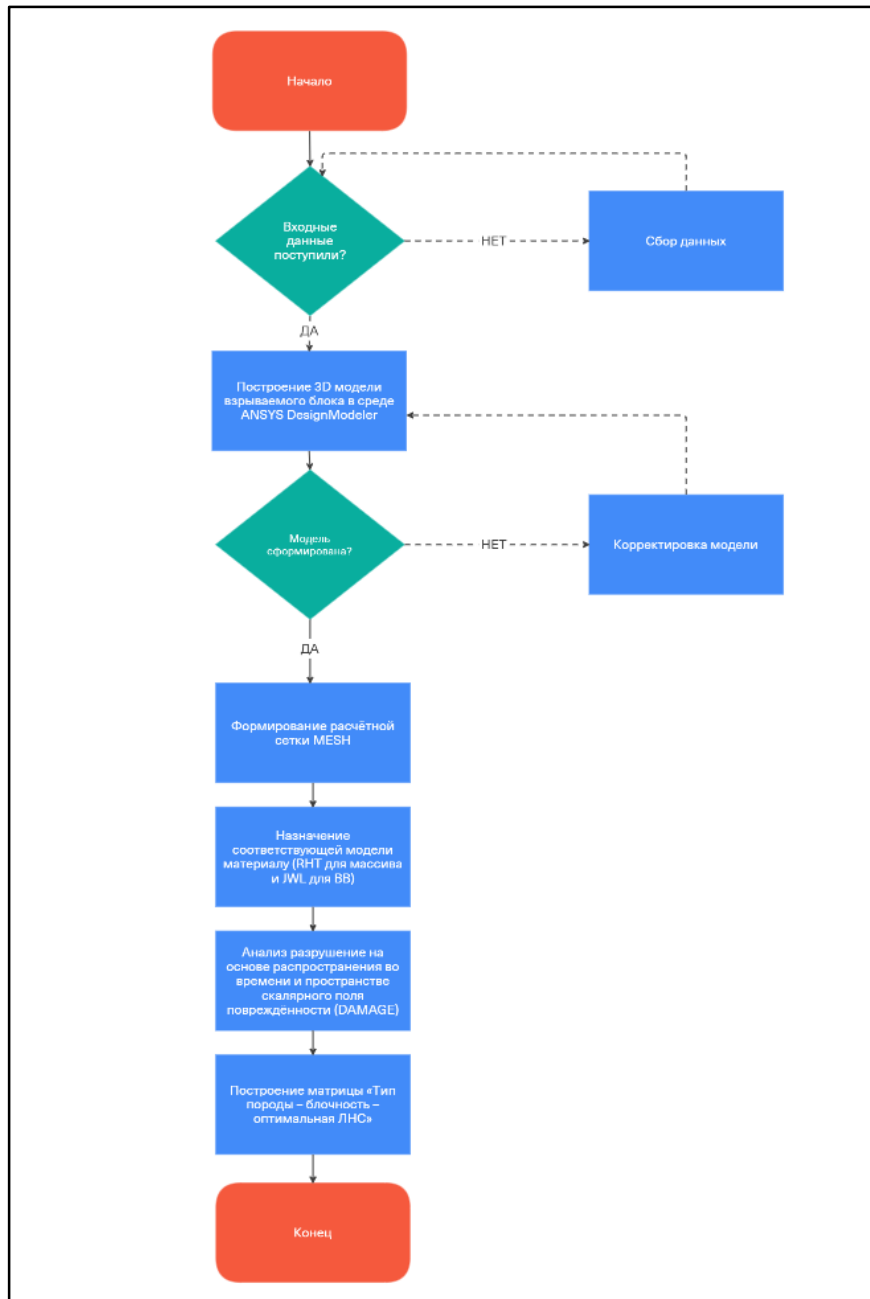 Начало
Входные
данные
поступили?
НЕТ
Сбор данных
ДА
Построение 3D модели
взрываемого блока в среде
ANSYS DesignModeler
Модель
сформирована?
НЕТ
Корректировка модели
ДА
Формирование расчётной
сетки MESH
Назначение
соответствующей модели
материалу (RHT для массива
и JWL для ВВ)
Анализ разрушение на
основе распространения во
времени и пространстве
скалярного поля
повреждённости (DAMAGE)
Построение матрицы «Тип
породы – блочность –
оптимальная ЛНС»
Конец